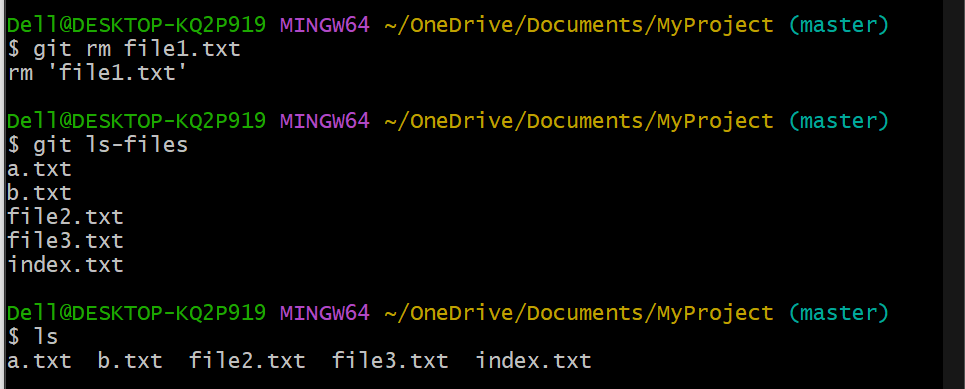 Dell@DESKTOP-KQ2P919 MINGW64 ~/OneDrive/Documents/MyProject (master)
$ git rm file1.txt
rm 'file1.txt'
Dell@DESKTOP-KQ2P919 MINGW64 ~/OneDrive/Documents/MyProject (master)
$ git ls-files
a.txt
b.txt
file2.txt
file3.txt
index.txt
Dell@DESKTOP-KQ2P919 MINGW64 ~/OneDrive/Documents/MyProject (master)
$ ls
a.txt  b.txt  file2.txt  file3.txt  index.txt